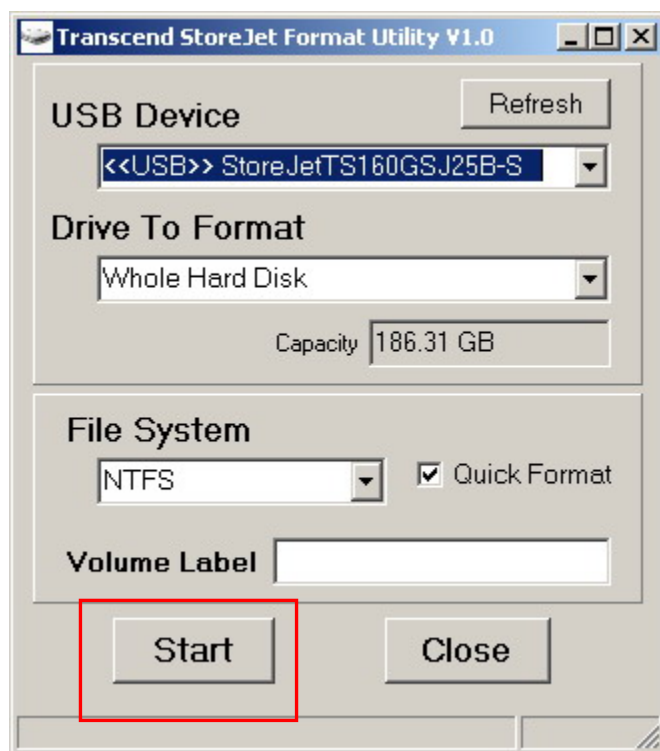 Transcend StoreJet Format Utility V1.0
USB Device
Refresh
<<USB>> StoreJetTS160GSJ25B-S
Drive To Format
Whole Hard Disk
Capacity 186.31 GB
File System
NTFS
Quick Format
Volume Label
Start
Close